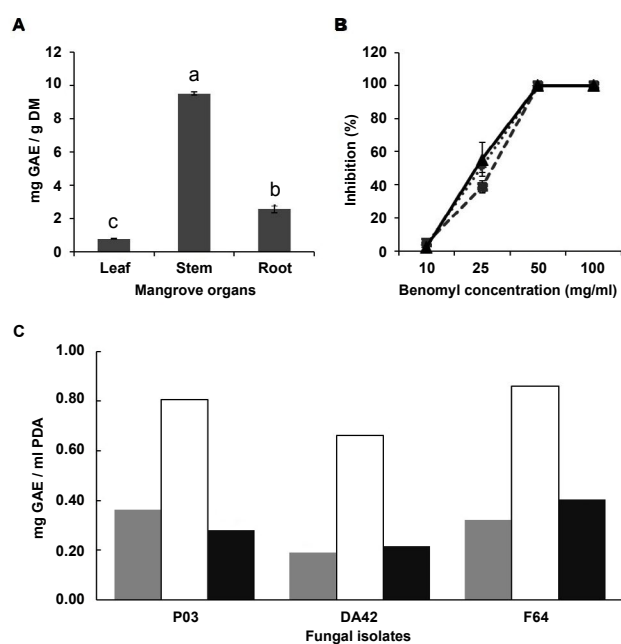 A
mg GAE / g DM
12
10
8
6
4
2
0
a
b
c
Leaf Stem Root
Mangrove organs
B
Inhibition (%)
120
100
80
60
40
20
0
10 25 50 100
Benomyl concentration (mg/ml)
C
mg GAE / ml PDA
1.00
0.80
0.60
0.40
0.20
0.00
P03 DA42 F64
Fungal isolates